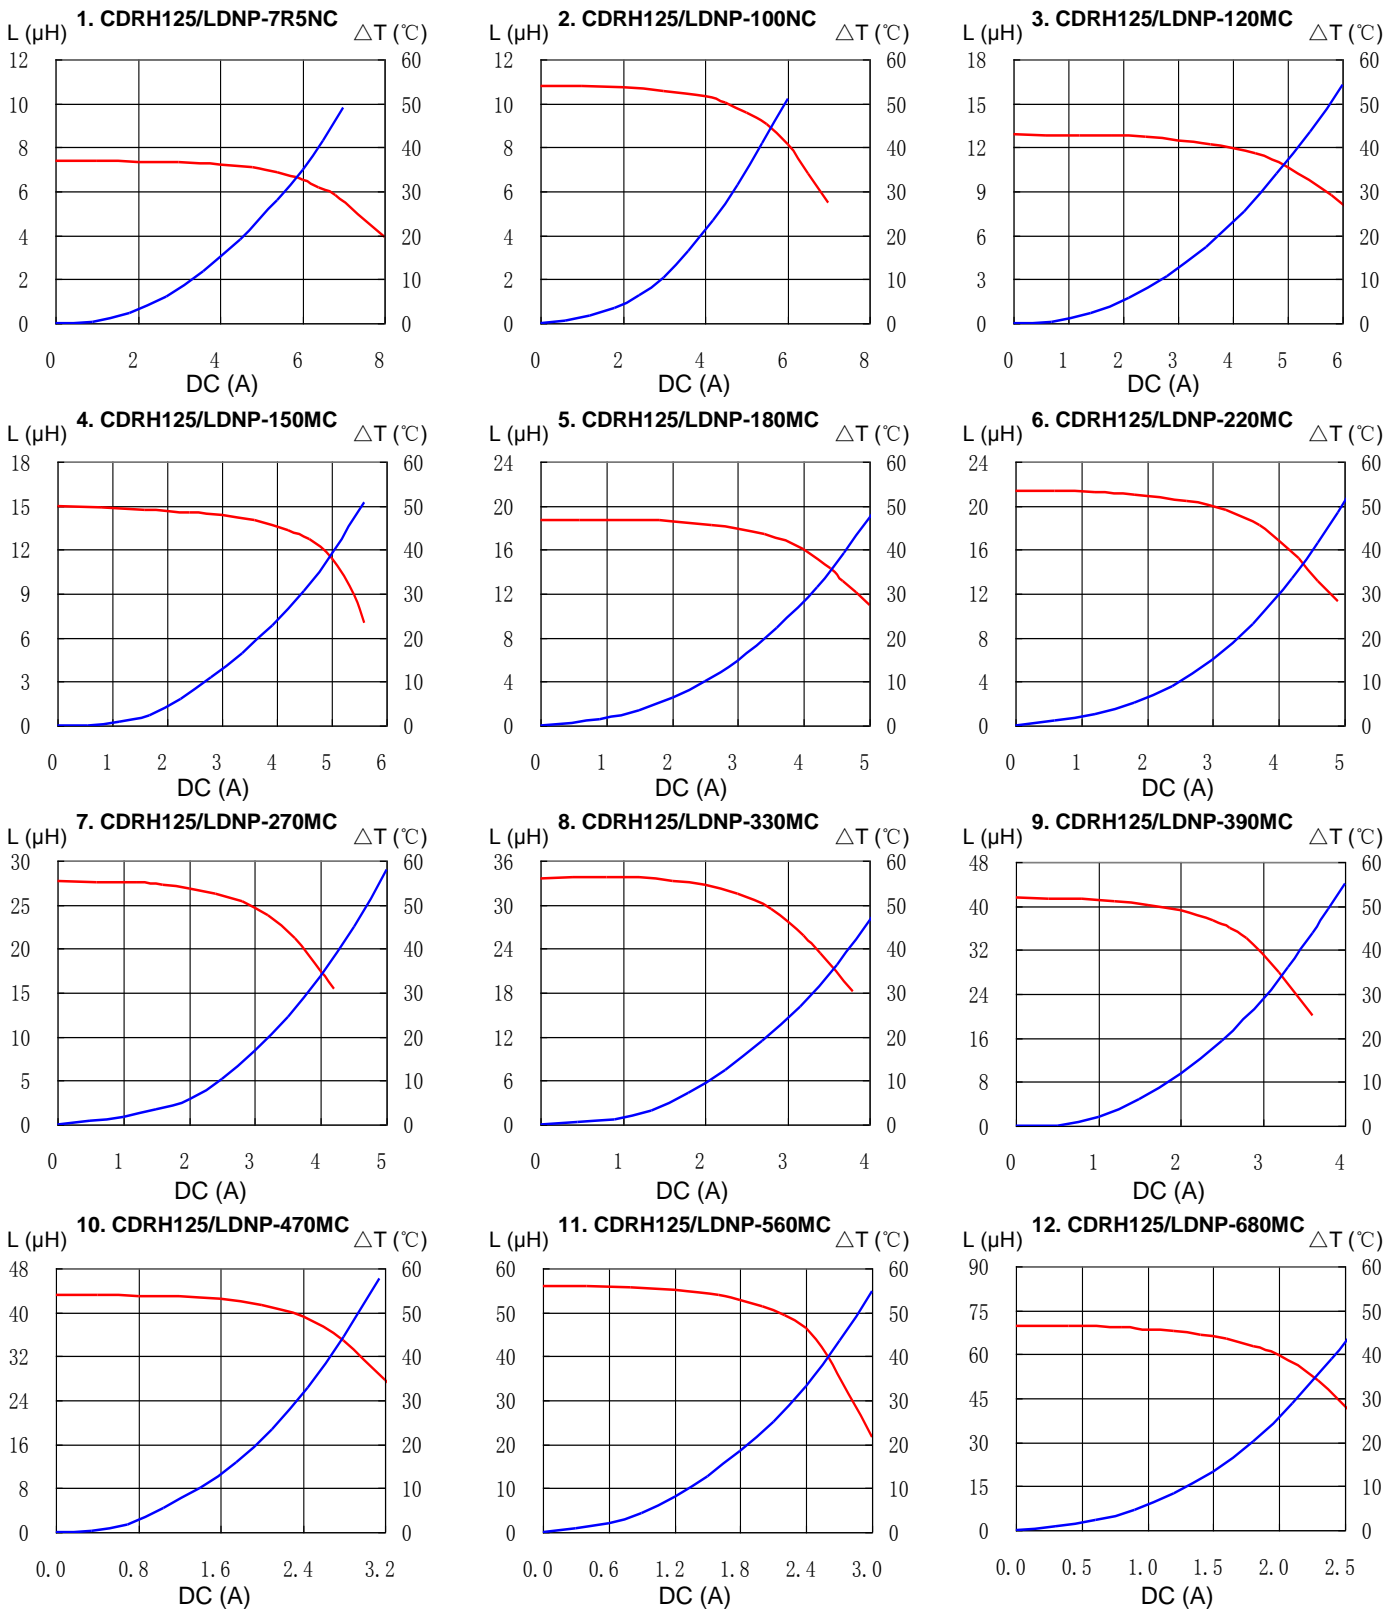 1. CDRH125/LDNP-7R5NC
L (μH)
△T (℃)
12
10
8
6
4
2
0
60
50
40
30
20
10
0
0 2 4 6 8
DC (A)
2. CDRH125/LDNP-100NC
L (μH)
△T (℃)
12
10
8
6
4
2
0
60
50
40
30
20
10
0
0 2 4 6 8
DC (A)
3. CDRH125/LDNP-120MC
L (μH)
△T (℃)
18
15
12
9
6
3
0
60
50
40
30
20
10
0
0 1 2 3 4 5 6
DC (A)
4. CDRH125/LDNP-150MC
L (μH)
△T (℃)
18
15
12
9
6
3
0
60
50
40
30
20
10
0
0 1 2 3 4 5 6
DC (A)
5. CDRH125/LDNP-180MC
L (μH)
△T (℃)
24
20
16
12
8
4
0
60
50
40
30
20
10
0
0 1 2 3 4 5
DC (A)
6. CDRH125/LDNP-220MC
L (μH)
△T (℃)
24
20
16
12
8
4
0
60
50
40
30
20
10
0
0 1 2 3 4 5
DC (A)
7. CDRH125/LDNP-270MC
L (μH)
△T (℃)
30
25
20
15
10
5
0
60
50
40
30
20
10
0
0 1 2 3 4 5
DC (A)
8. CDRH125/LDNP-330MC
L (μH)
△T (℃)
36
30
24
18
12
6
0
60
50
40
30
20
10
0
0 1 2 3 4
DC (A)
9. CDRH125/LDNP-390MC
L (μH)
△T (℃)
48
40
32
24
16
8
0
60
50
40
30
20
10
0
0 1 2 3 4
DC (A)
10. CDRH125/LDNP-470MC
L (μH)
△T (℃)
48
40
32
24
16
8
0
60
50
40
30
20
10
0
0.0 0.8 1.6 2.4 3.2
DC (A)
11. CDRH125/LDNP-560MC
L (μH)
△T (℃)
60
50
40
30
20
10
0
60
50
40
30
20
10
0
0.0 0.6 1.2 1.8 2.4 3.0
DC (A)
12. CDRH125/LDNP-680MC
L (μH)
△T (℃)
90
75
60
45
30
15
0
60
50
40
30
20
10
0
0.0 0.5 1.0 1.5 2.0 2.5
DC (A)